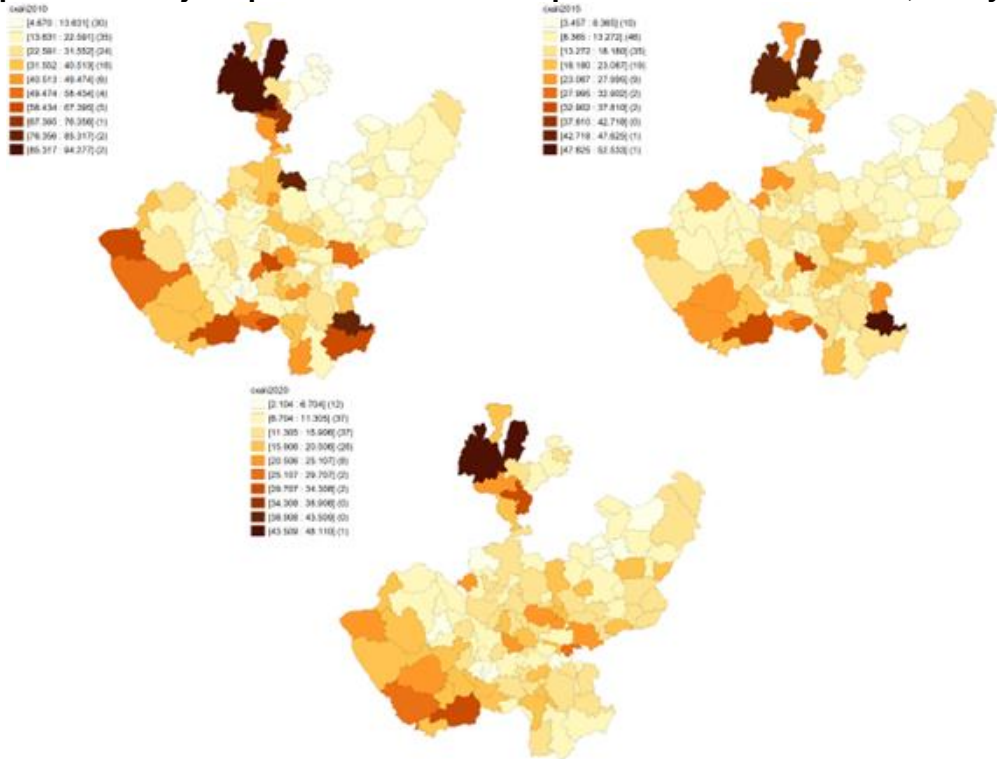 [4.670 : 13.631] (30)
[13.631 : 22.591] (35)
[22.591 : 31.552] (24)
[31.552 : 40.513] (18)
[40.513 : 49.474] (6)
[49.474 : 58.434] (4)
[58.434 : 67.395] (5)
[67.395 : 76.356] (1)
[76.356 : 85.317] (2)
[85.317 : 94.277] (2)
[3.457 : 8.365] (10)
[8.365 : 13.272] (46)
[13.272 : 18.180] (35)
[18.180 : 23.087] (19)
[23.087 : 27.995] (9)
[27.995 : 32.902] (2)
[32.902 : 37.810] (2)
[37.810 : 42.718] (0)
[42.718 : 47.625] (1)
[47.625 : 52.533] (1)
[2.104 : 6.704] (12)
[6.704 : 11.305] (37)
[11.305 : 15.906] (37)
[15.906 : 20.506] (26)
[20.506 : 25.107] (8)
[25.107 : 29.707] (2)
[29.707 : 34.308] (2)
[34.308 : 38.908] (0)
[38.908 : 43.509] (0)
[43.509 : 48.110] (1)